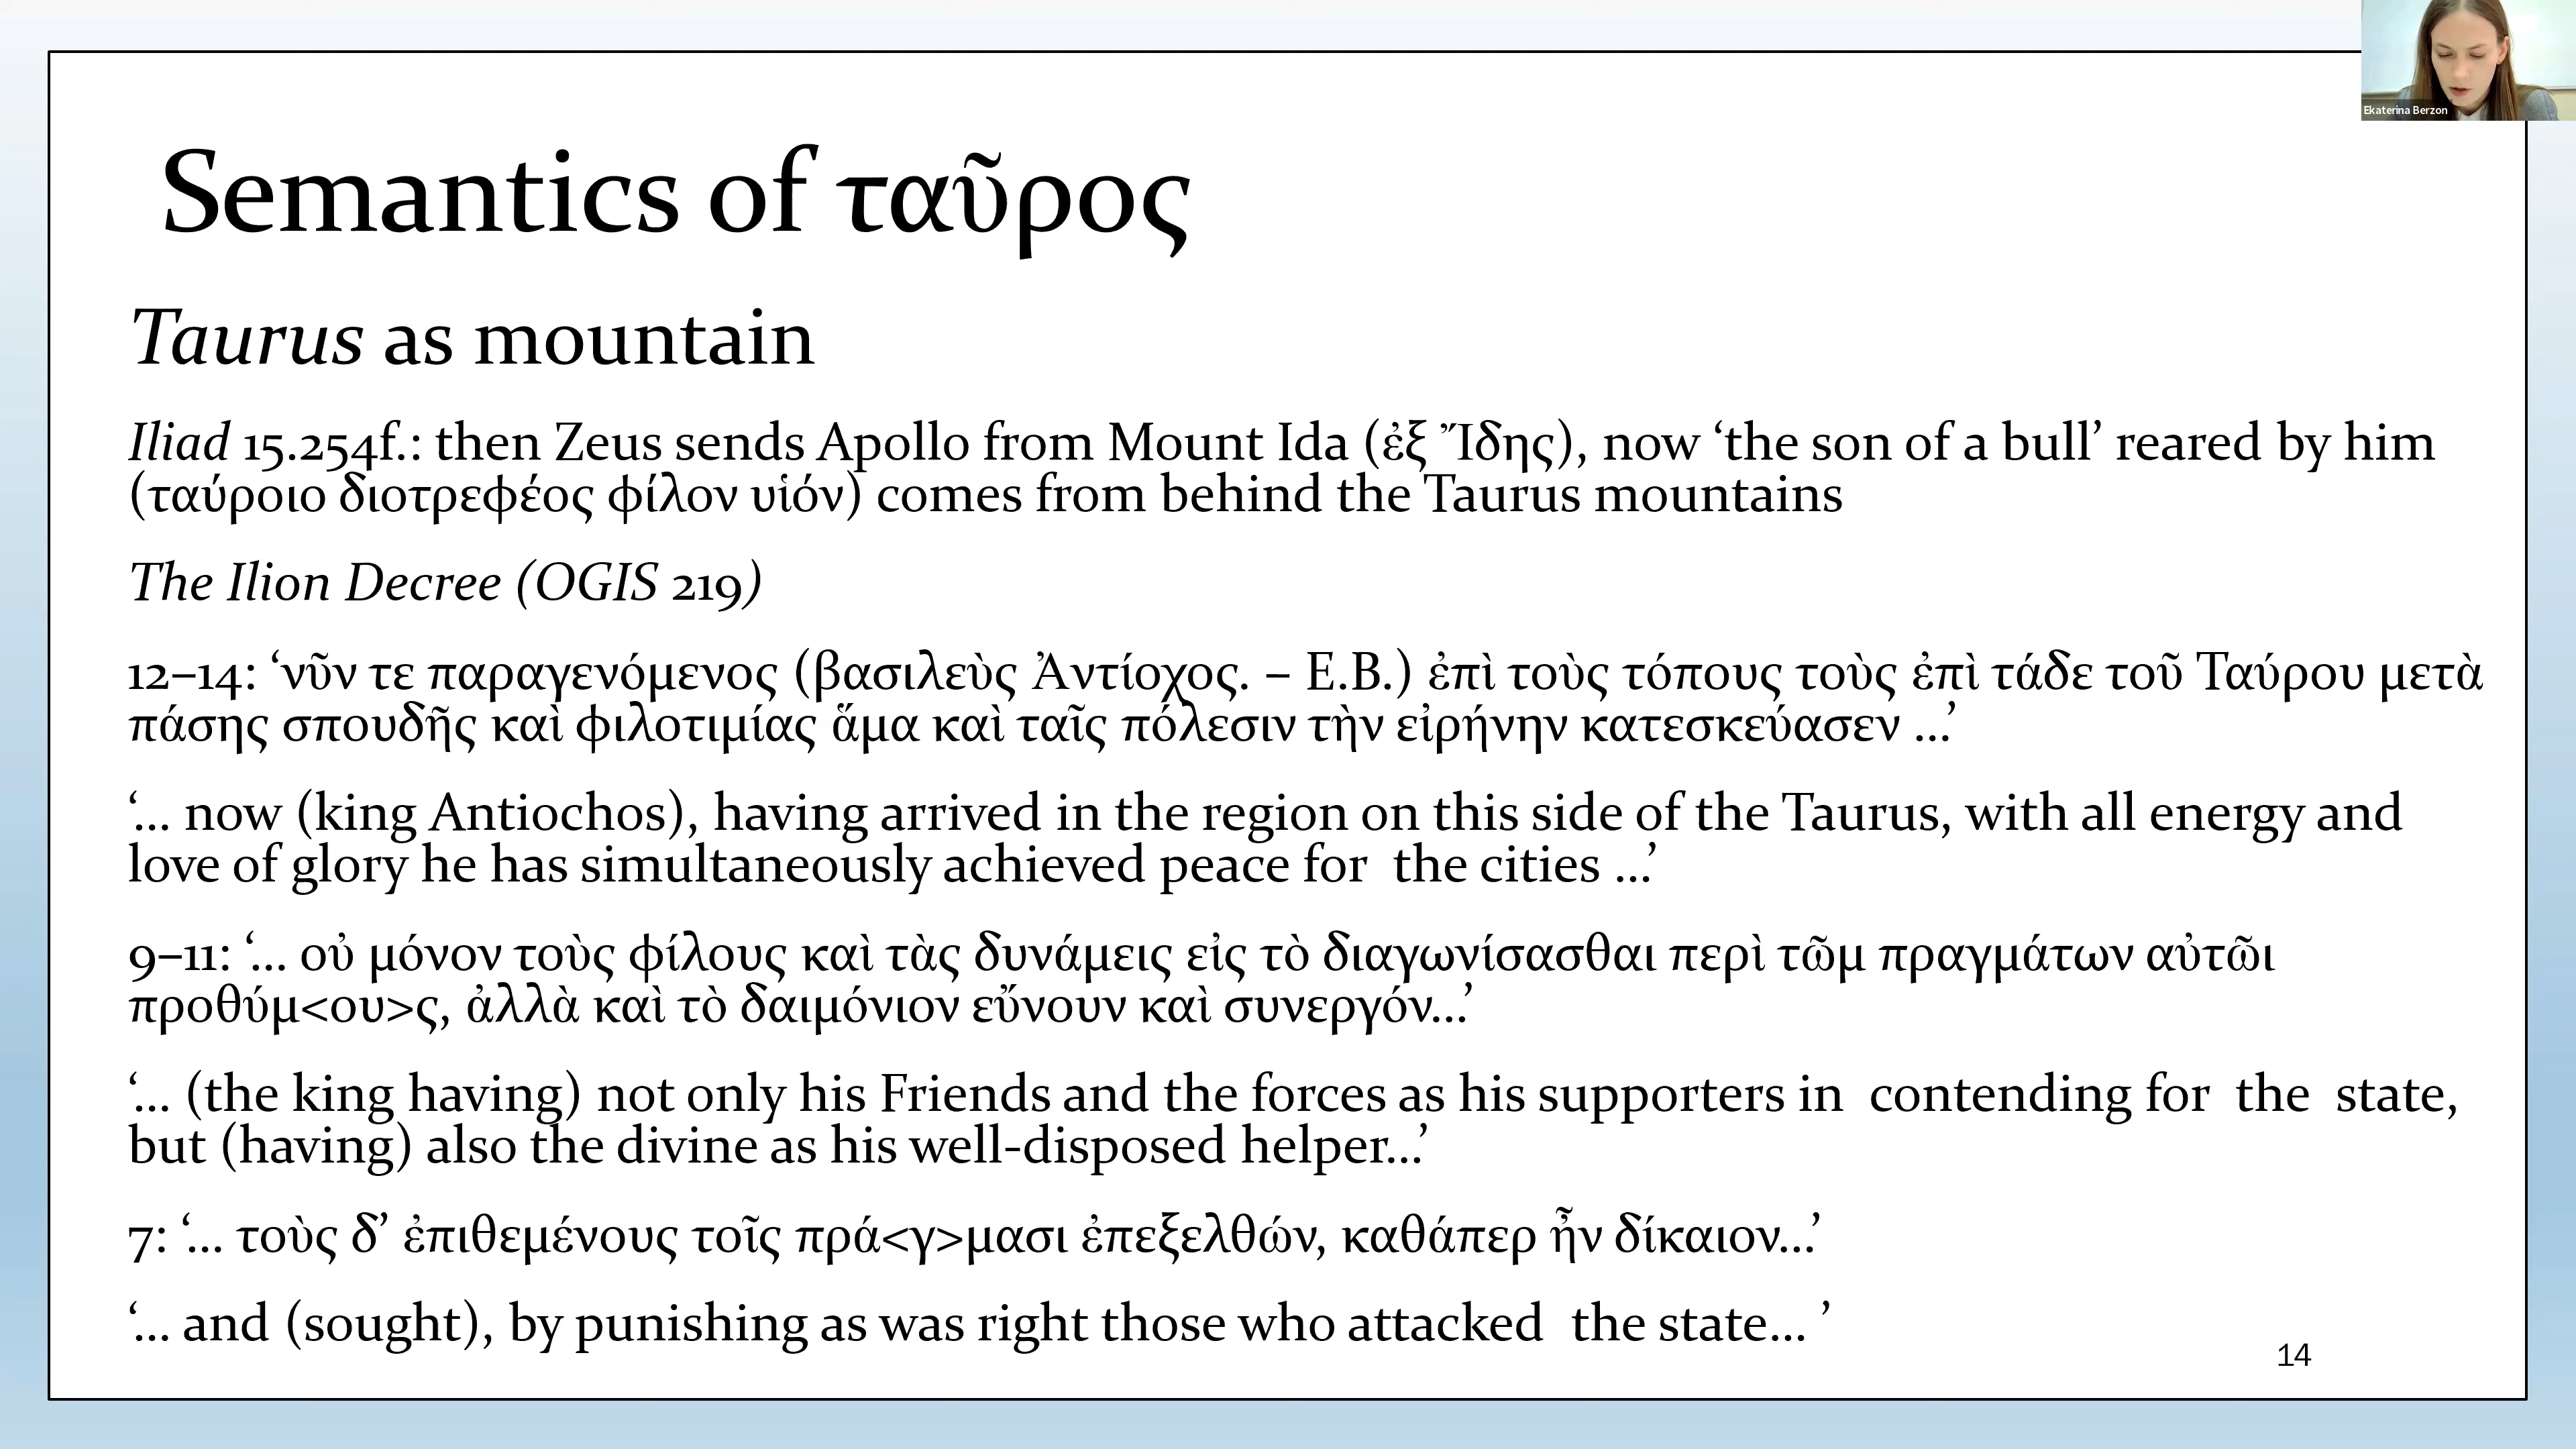 Ekaterina Berzon
Semantics of ταῦρος
Taurus as mountain
Iliad 15.254f.: then Zeus sends Apollo from Mount Ida (ἐξ Ἴδης), now ‘the son of a bull’ reared by him
(ταύροιο διοτρεφέος φίλον υἱόν) comes from behind the Taurus mountains
The Ilion Decree (OGIS 219)
12–14: ‘νῦν τε παραγενόμενος (βασιλεὺς Ἀντίοχος. – E.B.) ἐπὶ τοὺς τόπους τοὺς ἐπὶ τάδε τοῦ Ταύρου μετὰ
πάσης σπουδῆς καὶ φιλοτιμίας ἅμα καὶ ταῖς πόλεσιν τὴν εἰρήνην κατεσκεύασεν ...’
‘... now (king Antiochos), having arrived in the region on this side of the Taurus, with all energy and
love of glory he has simultaneously achieved peace for the cities ...’
9–11: ‘... οὐ μόνον τοὺς φίλους καὶ τὰς δυνάμεις εἰς τὸ διαγωνίσασθαι περὶ τῶμ πραγμάτων αὐτῶι
προθύμ<ου>ς, ἀλλὰ καὶ τὸ δαιμόνιον εὔνουν καὶ συνεργόν...’
‘... (the king having) not only his Friends and the forces as his supporters in contending for the state,
but (having) also the divine as his well-disposed helper...’
7: ‘... τοὺς δ’ ἐπιθεμένους τοῖς πρά<γ>μασι ἐπεξελθών, καθάπερ ἦν δίκαιον...’
‘... and (sought), by punishing as was right those who attacked the state... ’
14